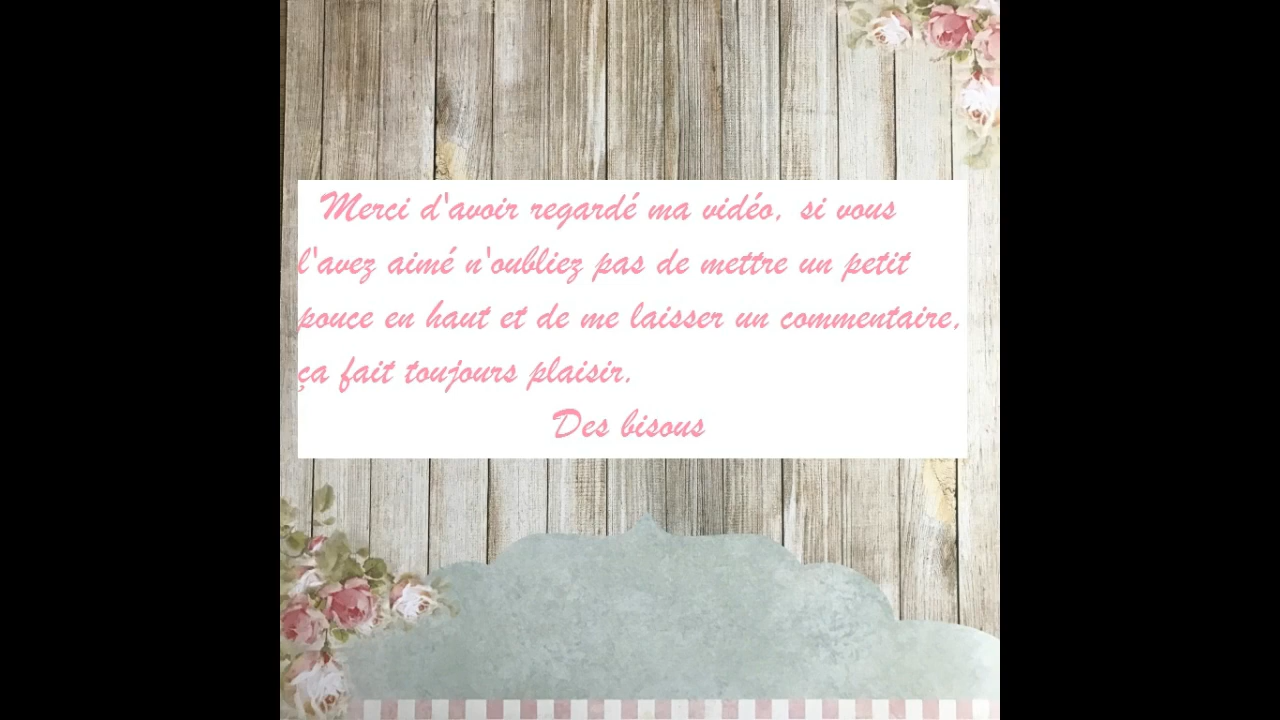 Merci d'avoir regardé ma vidéo, si vous
l'avez aimé n'oubliez pas de mettre un petit
pouce en haut et de me laisser un commentaire,
ça fait toujours plaisir.
Des bisous